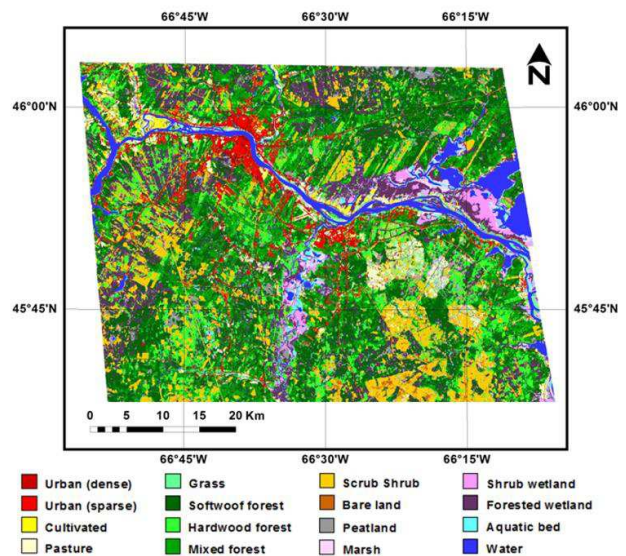 66°45'W 66°30'W 66°15'W
N
46°00'N 46°00'N
45°45'N 45°45'N
0 5 10 15 20 Km
66°45'W 66°30'W 66°15'W
Urban (dense) Grass Scrub Shrub Shrub wetland
Urban (sparse) Softwoof forest Bare land Forested wetland
Cultivated Hardwood forest Peatland Aquatic bed
Pasture Mixed forest Marsh Water